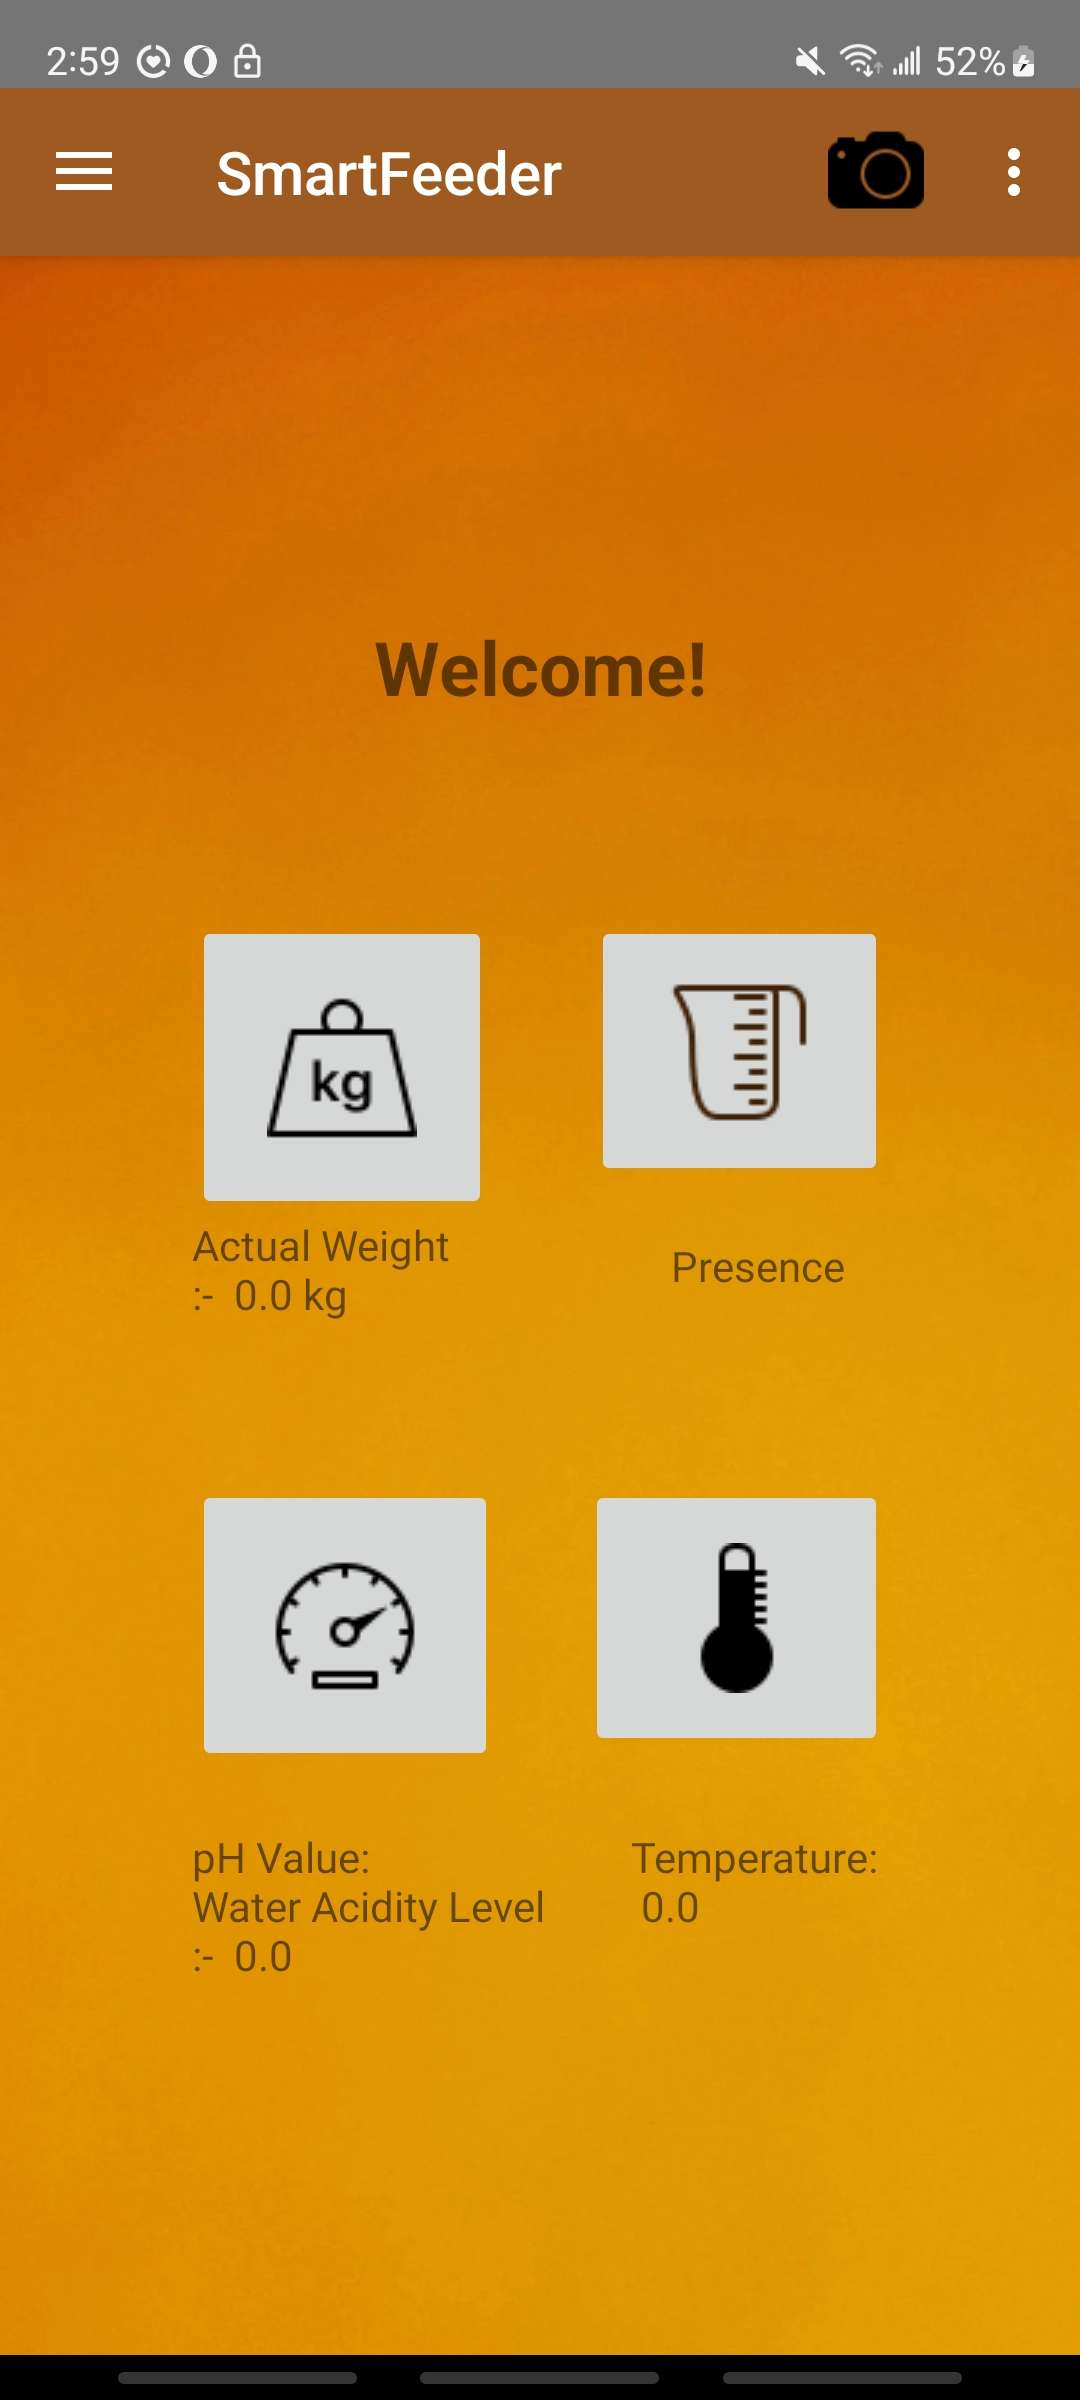 2:59
52%
SmartFeeder
Welcome!
kg
Actual Weight
:-  0.0 kg
Presence
pH Value:
Water Acidity Level
:-  0.0
Temperature:
0.0